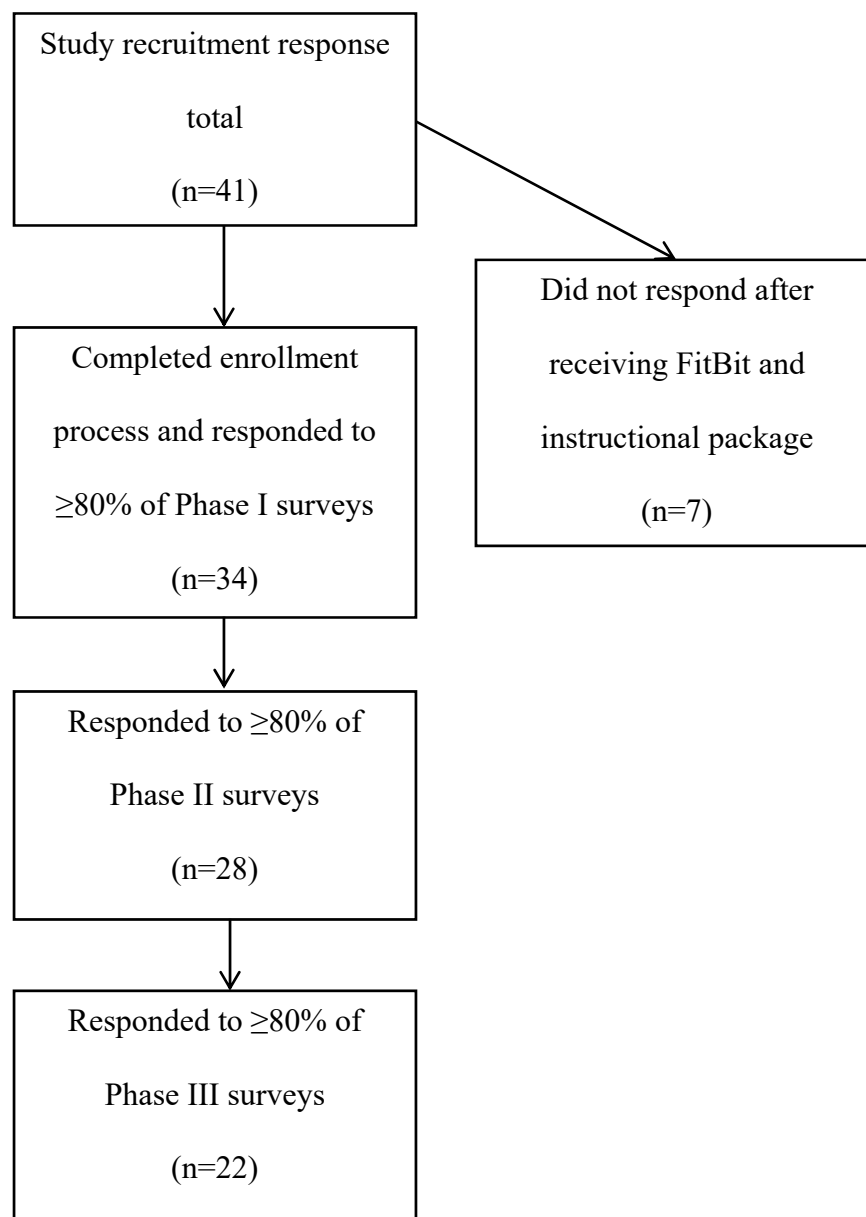 Study recruitment response
total
(n=41)
Did not respond after
receiving FitBit and
instructional package
(n=7)
Completed enrollment
process and responded to
≥80% of Phase I surveys
(n=34)
Responded to ≥80% of
Phase II surveys
(n=28)
Responded to ≥80% of
Phase III surveys
(n=22)